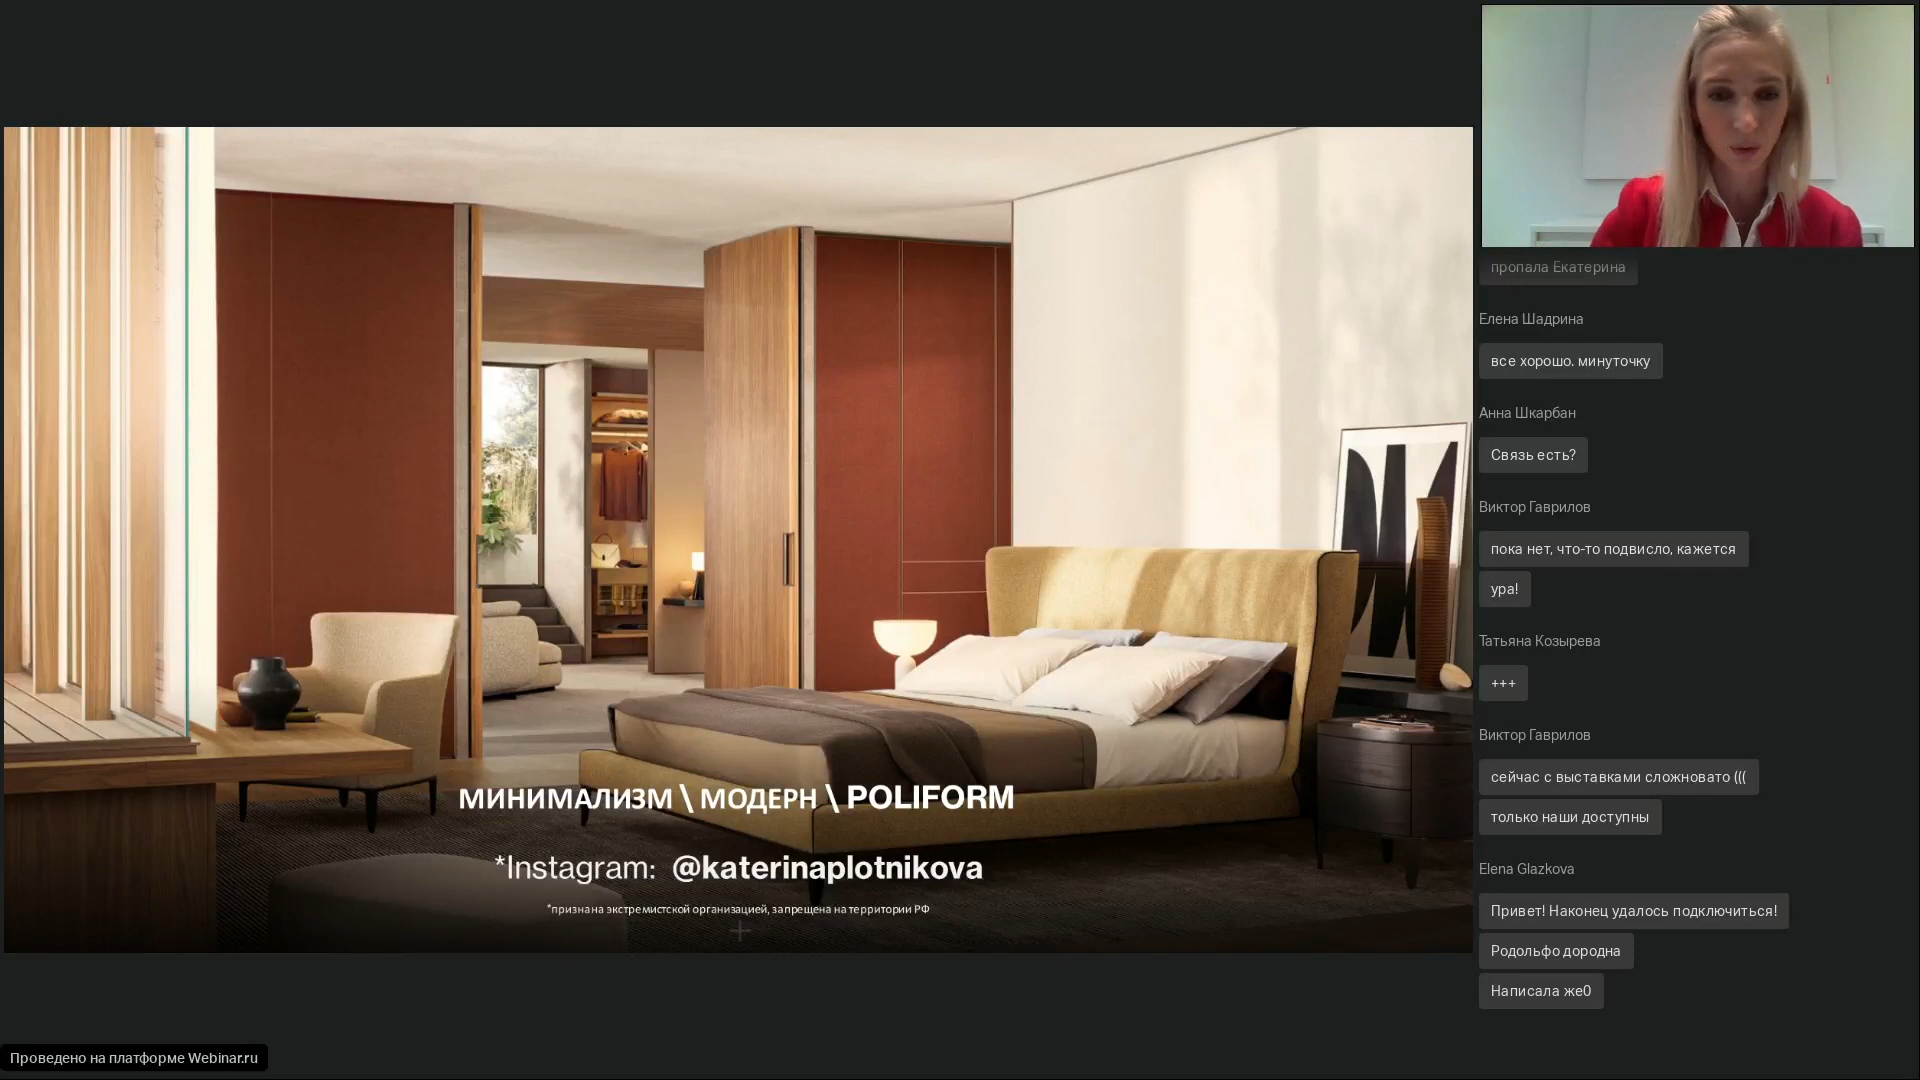 МИНИМАЛИЗМ \ МОДЕРН \ POLIFORM
*Instagram: @katerinaplotnikova
*признана экстремистской организацией, запрещена на территории РФ
пропала Екатерина
Елена Шадрина
все хорошо. минуточку
Анна Шкарбан
Связь есть?
Виктор Гаврилов
пока нет, что-то подвисло, кажется
ура!
Татьяна Козырева
+++
Виктор Гаврилов
сейчас с выставками сложновато (((
только наши доступны
Elena Glazkova
Привет! Наконец удалось подключиться!
Родольфо дородна
Написала же0
Проведено на платформе Webinar.ru